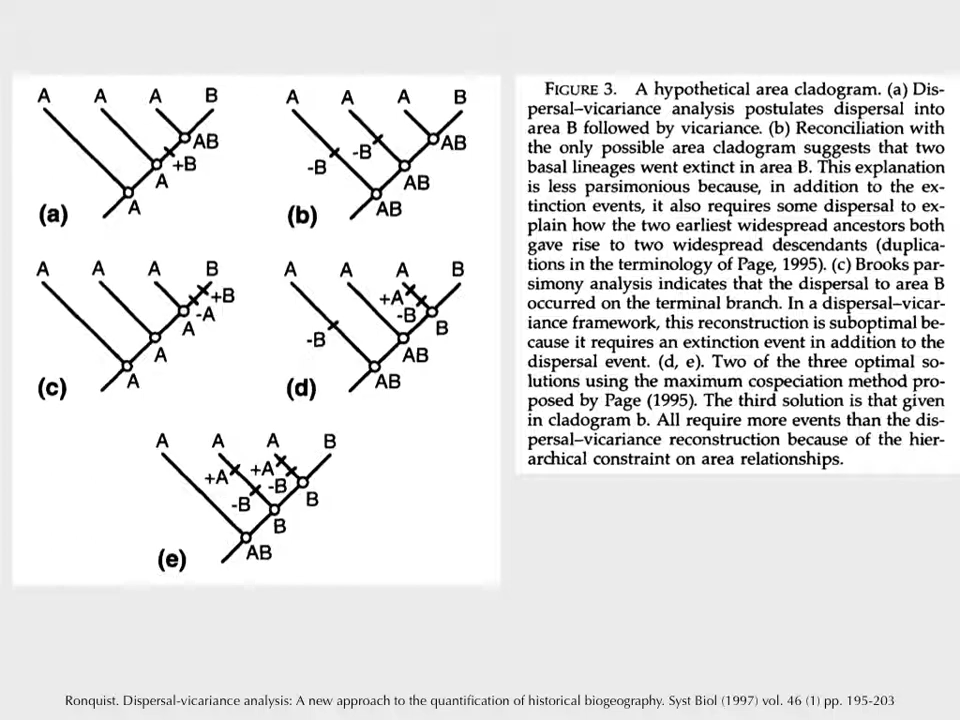 A A A B
AB
+B
A
A
(a)
A A A B
-B
-B
AB
AB
AB
(b)
A A A B
+B
-A
A
A
A
(c)
A A A B
+A
-B
-B
B
AB
AB
(d)
A A A B
+A
+A
-B
-B
B
B
AB
(e)
FIGURE 3. A hypothetical area cladogram. (a) Dis-
persal–vicariance analysis postulates dispersal into
area B followed by vicariance. (b) Reconciliation with
the only possible area cladogram suggests that two
basal lineages went extinct in area B. This explanation
is less parsimonious because, in addition to the ex-
tinction events, it also requires some dispersal to ex-
plain how the two earliest widespread ancestors both
gave rise to two widespread descendants (duplica-
tions in the terminology of Page, 1995). (c) Brooks par-
simony analysis indicates that the dispersal to area B
occurred on the terminal branch. In a dispersal–vicar-
iance framework, this reconstruction is suboptimal be-
cause it requires an extinction event in addition to the
dispersal event. (d, e). Two of the three optimal so-
lutions using the maximum cospeciation method pro-
posed by Page (1995). The third solution is that given
in cladogram b. All require more events than the dis-
persal–vicariance reconstruction because of the hier-
archical constraint on area relationships.
Ronquist. Dispersal-vicariance analysis: A new approach to the quantification of historical biogeography. Syst Biol (1997) vol. 46 (1) pp. 195-203